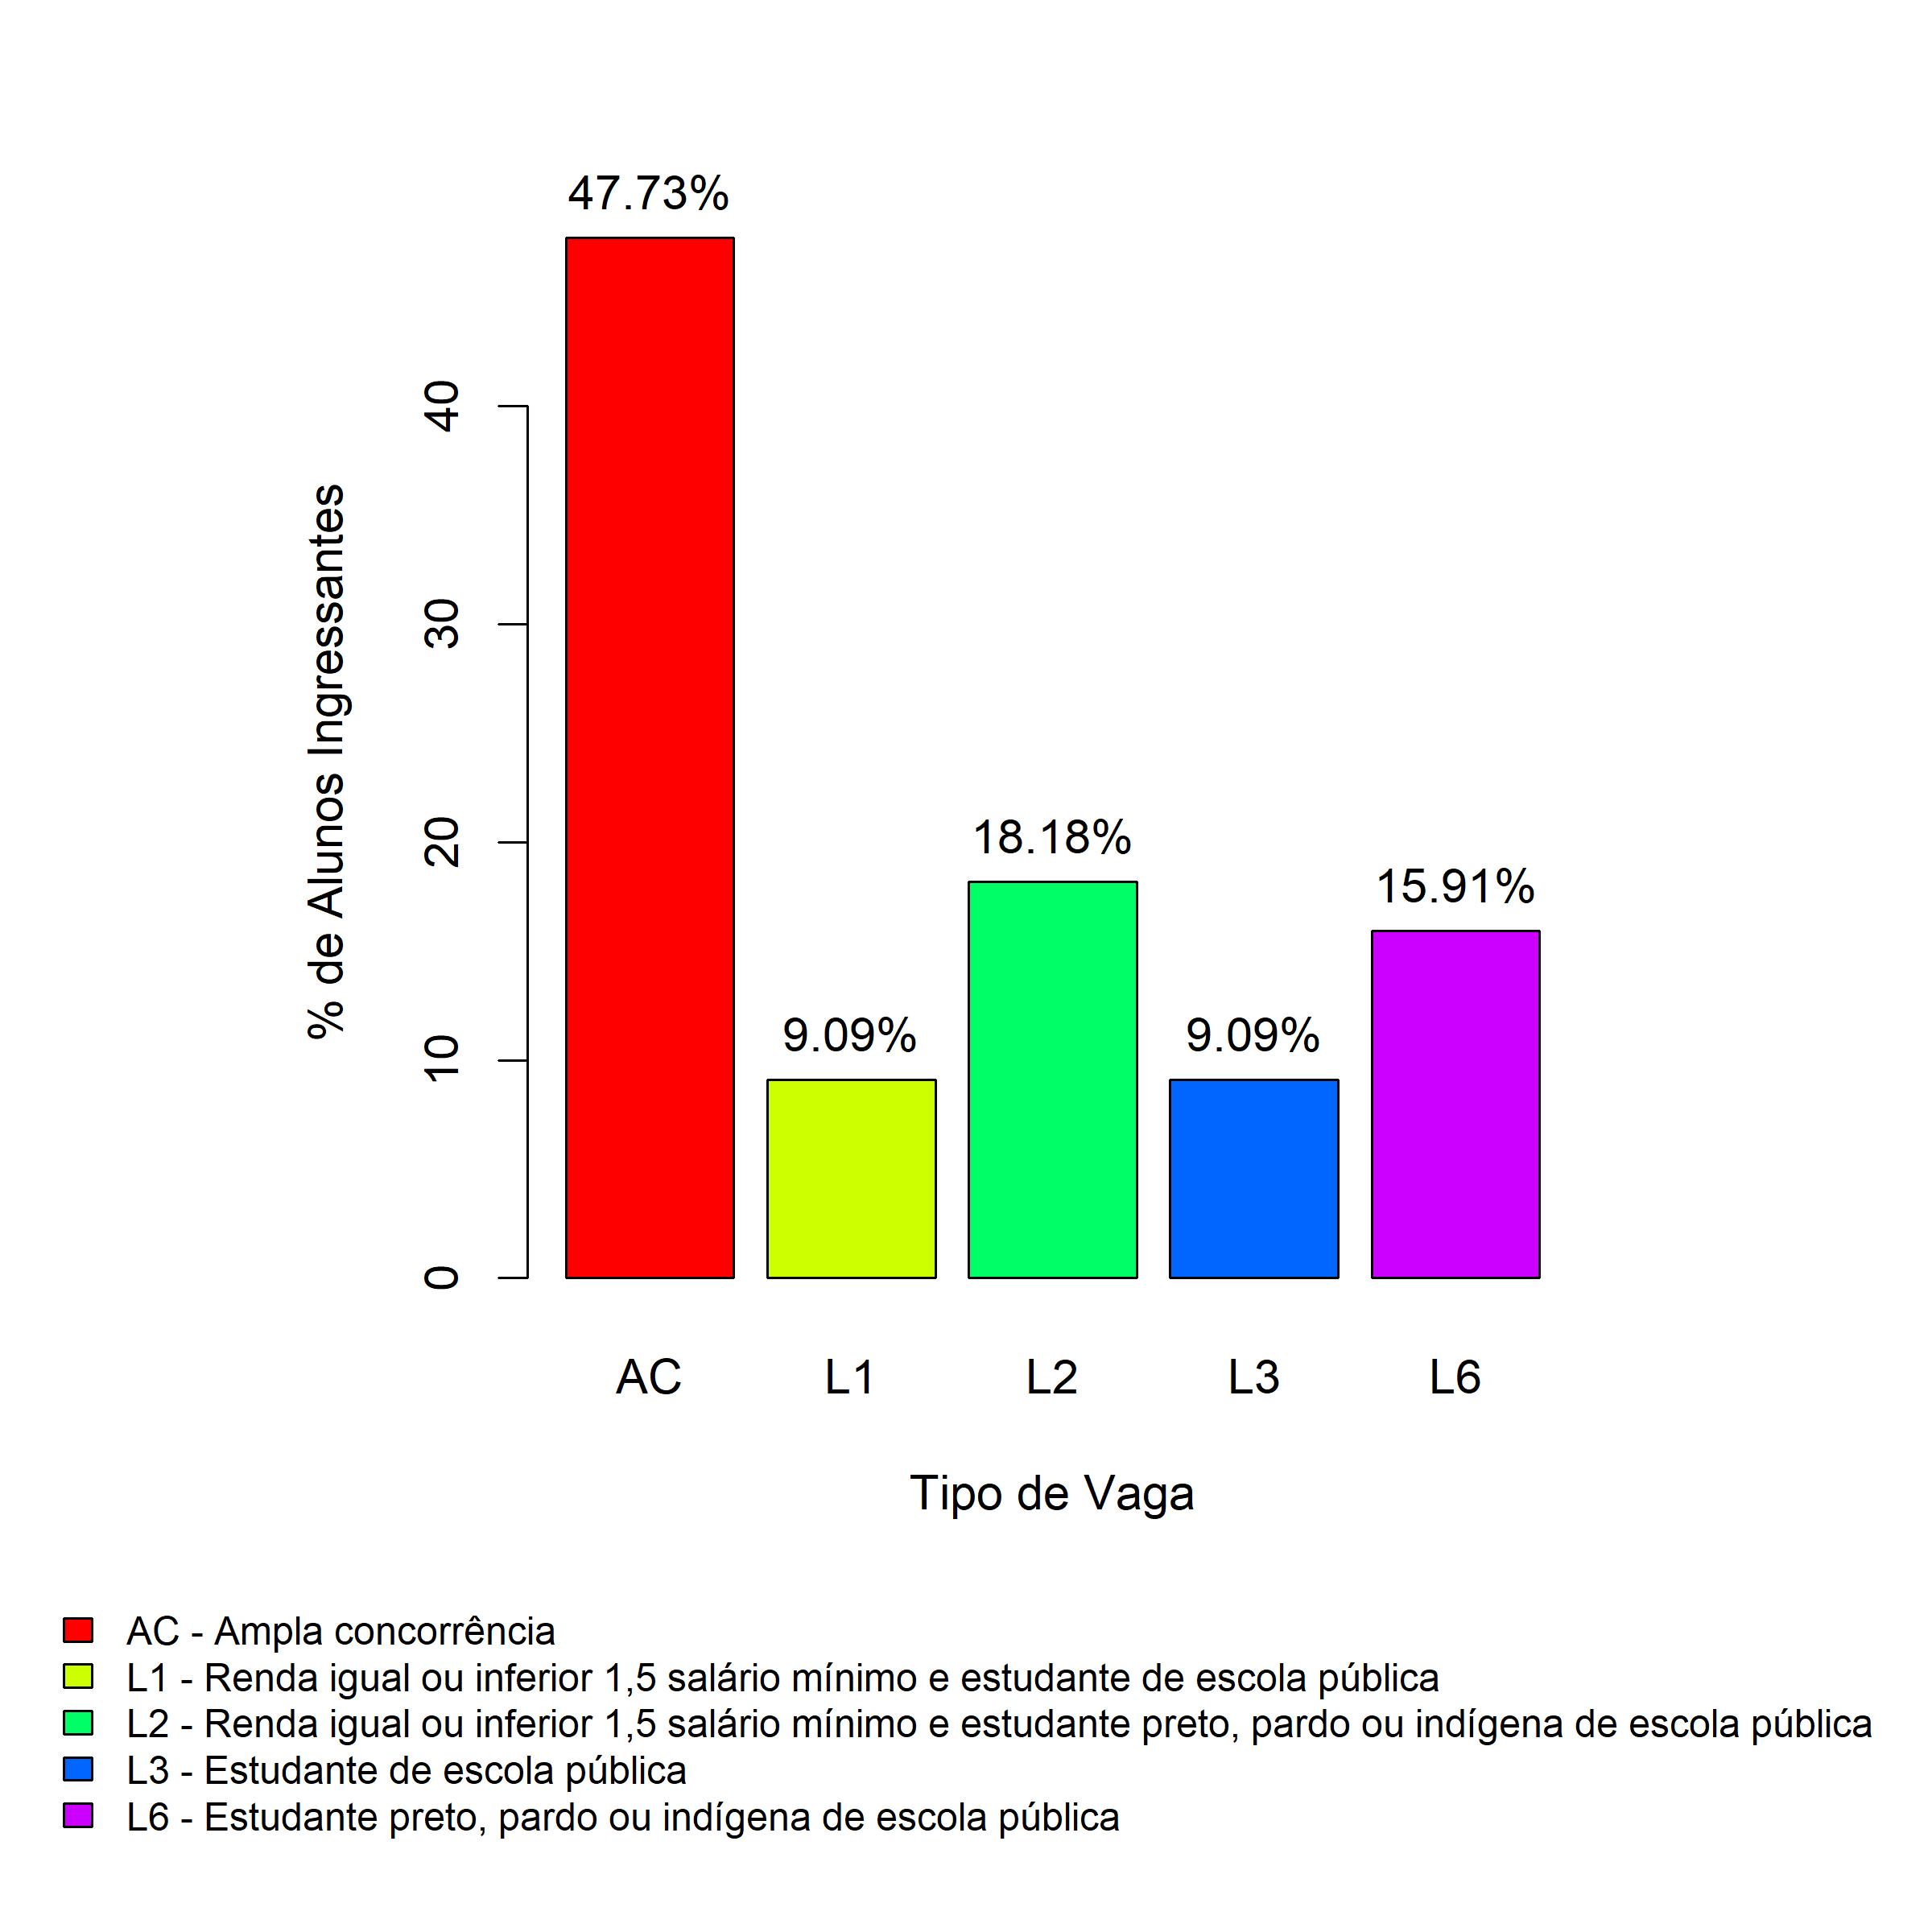 47.73%
40
30
20
10
0
% de Alunos Ingressantes
18.18%
15.91%
9.09%
9.09%
AC
L1
L2
L3
L6
Tipo de Vaga
AC - Ampla concorrência
L1 - Renda igual ou inferior 1,5 salário mínimo e estudante de escola pública
L2 - Renda igual ou inferior 1,5 salário mínimo e estudante preto, pardo ou indígena de escola pública
L3 - Estudante de escola pública
L6 - Estudante preto, pardo ou indígena de escola pública